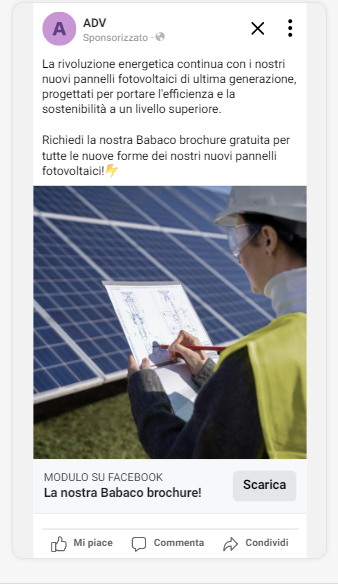 A
ADV
Sponsorizzato ·
La rivoluzione energetica continua con i nostri
nuovi pannelli fotovoltaici di ultima generazione,
progettati per portare l'efficienza e la
sostenibilità a un livello superiore.
Richiedi la nostra Babaco brochure gratuita per
tutte le nuove forme dei nostri nuovi pannelli
fotovoltaici!⚡
MODULO SU FACEBOOK
La nostra Babaco brochure!
Scarica
Mi piace
Commenta
Condividi